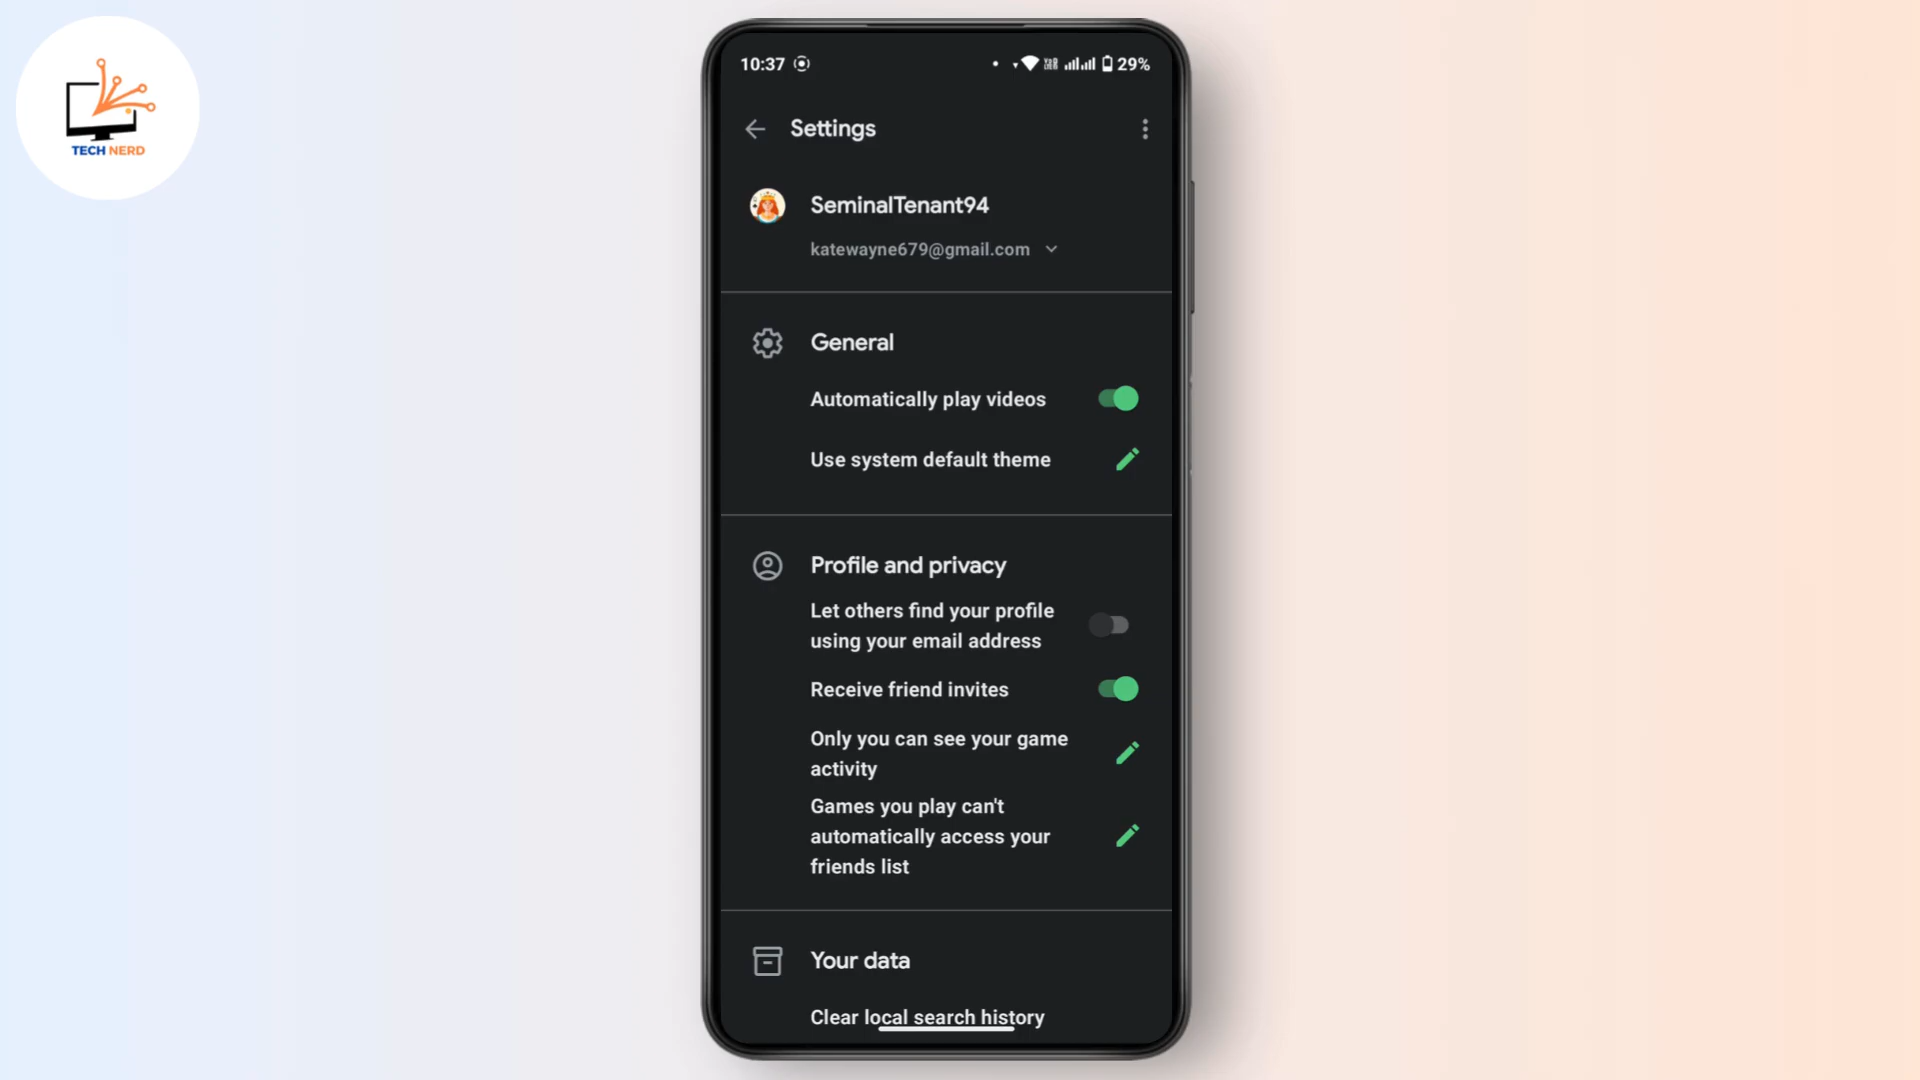 TECH NERD
10:37
29%
Settings
SeminalTenant94
katewayne679@gmail.com
General
Automatically play videos
Use system default theme
Profile and privacy
Let others find your profile
using your email address
Receive friend invites
Only you can see your game
activity
Games you play can't
automatically access your
friends list
Your data
Clear local search history